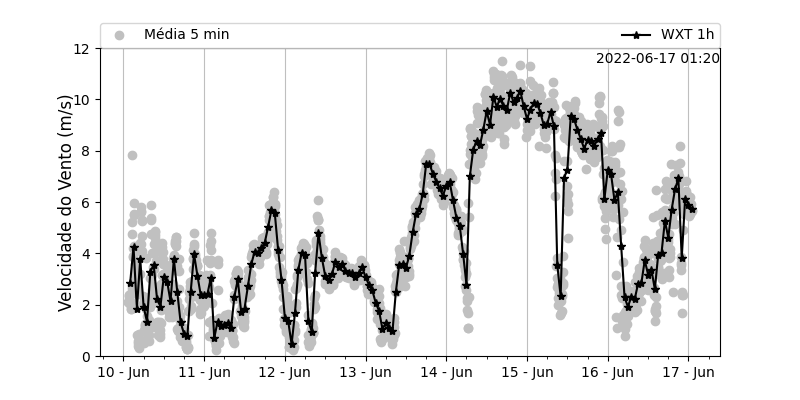 Média 5 min WXT 1h
2022-06-17 01:20
Velocidade do Vento (m/s)
12
10
8
6
4
2
0
10 - Jun 11 - Jun 12 - Jun 13 - Jun 14 - Jun 15 - Jun 16 - Jun 17 - Jun